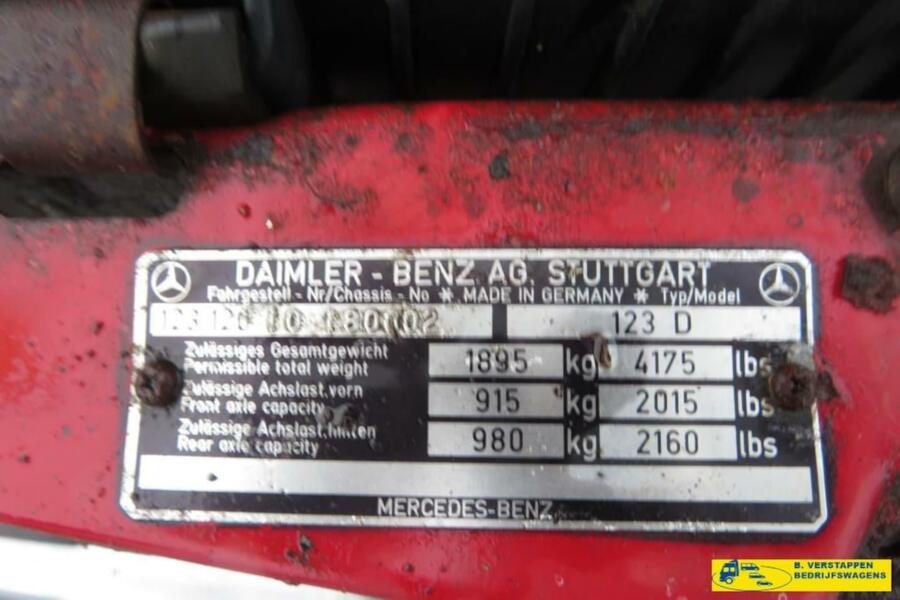 DAIMLER - BENZ AG. STUTTGART
Fahrgestell - Nr/Chassis - No * MADE IN GERMANY * Typ/Model
123 D
Zulässiges Gesamtgewicht
Permissible total weight 1895 kg 4175 lbs
Zulässige Achslast.vorn
Front axle capacity 915 kg 2015 lbs
Zulässige Achslast.hinten
Rear axle capacity 980 kg 2160 lbs
MERCEDES-BENZ
B. VERSTAPPEN
BEDRIJFSWAGENS